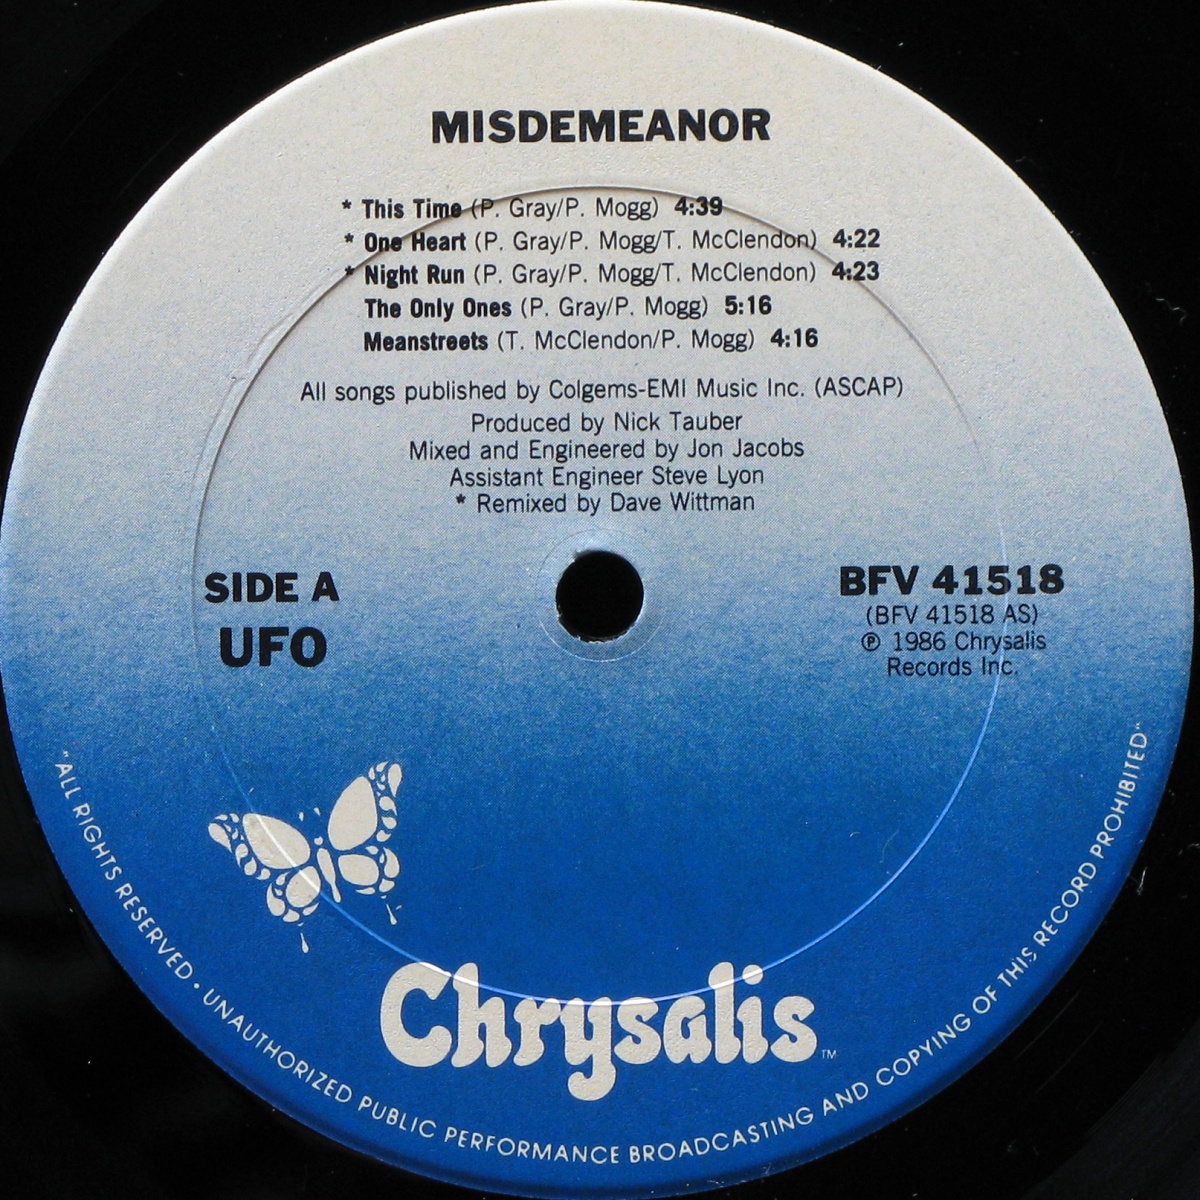 MISDEMEANOR
* This Time (P. Gray/P. Mogg) 4:39
* One Heart (P. Gray/P. Mogg/T. McClendon) 4:22
* Night Run (P. Gray/P. Mogg/T. McClendon) 4:23
The Only Ones (P. Gray/P. Mogg) 5:16
Meanstreets (T. McClendon/P. Mogg) 4:16
All songs published by Colgems-EMI Music Inc. (ASCAP)
Produced by Nick Tauber
Mixed and Engineered by Jon Jacobs
Assistant Engineer Steve Lyon
* Remixed by Dave Wittman
SIDE A
UFO
BFV 41518
(BFV 41518 AS)
℗ 1986 Chrysalis
Records Inc.
Chrysalis™
"ALL RIGHTS RESERVED • UNAUTHORIZED PUBLIC PERFORMANCE BROADCASTING AND COPYING OF THIS RECORD PROHIBITED"